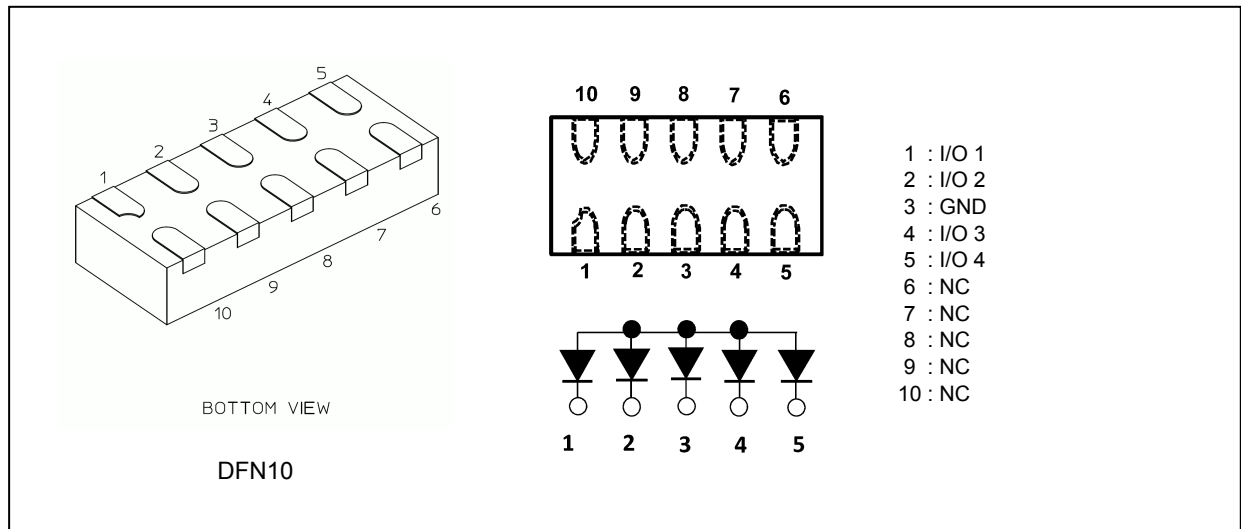 1
2
3
4
5
10
9
8
7
6
BOTTOM VIEW
DFN10
10 9 8 7 6
1 2 3 4 5
1 2 3 4 5
1 : I/O 1
2 : I/O 2
3 : GND
4 : I/O 3
5 : I/O 4
6 : NC
7 : NC
8 : NC
9 : NC
10 : NC